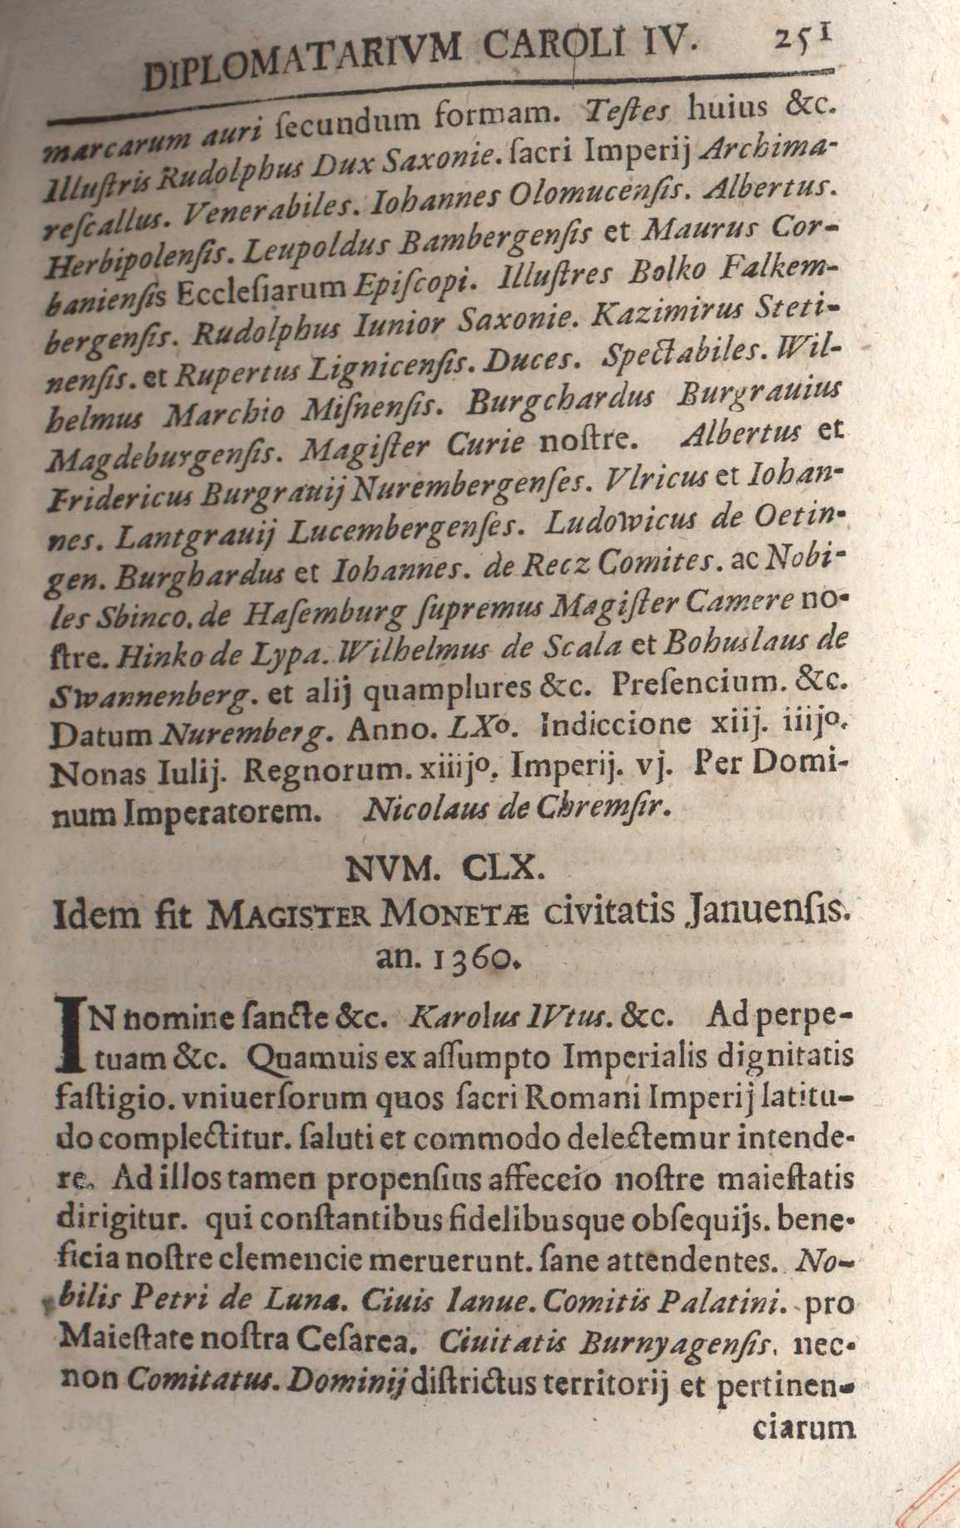 DIPLOMATARIVM CAROLI IV. 251
marcarum auri ſecundum formam. Teſtes huius &c.
Illuſtris Rudolphus Dux Saxonie. ſacri Imperij Archima-
reſcallus. Venerabiles. Iohannes Olomucenſis. Albertus.
Herbipolenſis. Leupoldus Bambergenſis et Maurus Cor-
banienſis Eccleſiarum Epiſcopi. Illuſtres Bolko Falkem-
bergenſis. Rudolphus Iunior Saxonie. Kazimirus Steti-
nenſis. et Rupertus Lignicenſis. Duces. Spectabiles. Wil-
helmus Marchio Miſnenſis. Burgchardus Burgrauius
Magdeburgenſis. Magiſter Curie noſtre. Albertus et
Fridericus Burgrauij Nurembergenſes. Vlricus et Iohan-
nes. Lantgrauij Lucembergenſes. Ludowicus de Oetin-
gen. Burghardus et Iohannes. de Recz Comites. ac Nobi-
les Sbinco. de Haſemburg ſupremus Magiſter Camere no-
ſtre. Hinko de Lypa. Wilhelmus de Scala et Bohuslaus de
Swannenberg. et alij quamplures &c. Preſencium. &c.
Datum Nuremberg. Anno. LXo. Indiccione xiij. iiijo.
Nonas Iulij. Regnorum. xiiijo. Imperij. vj. Per Domi-
num Imperatorem. Nicolaus de Chremſir.
NVM. CLX.
Idem fit MAGISTER MONETÆ civitatis Januenſis.
an. 1360.
IN nomine ſancte &c. Karolus IVtus. &c. Ad perpe-
tuam &c. Quamuis ex aſſumpto Imperialis dignitatis
faſtigio. vniuerſorum quos ſacri Romani Imperij latitu-
do complectitur. ſaluti et commodo delectemur intende-
re. Ad illos tamen propenſius affeccio noſtre maieſtatis
dirigitur. qui conſtantibus fidelibusque obſequijs. bene-
ficia noſtre clemencie meruerunt. ſane attendentes. No-
bilis Petri de Luna. Ciuis Ianue. Comitis Palatini. pro
Maieſtate noſtra Ceſarea. Ciuitatis Burnyagenſis. nec-
non Comitatus. Dominij diſtrictus territorij et pertinen-
ciarum